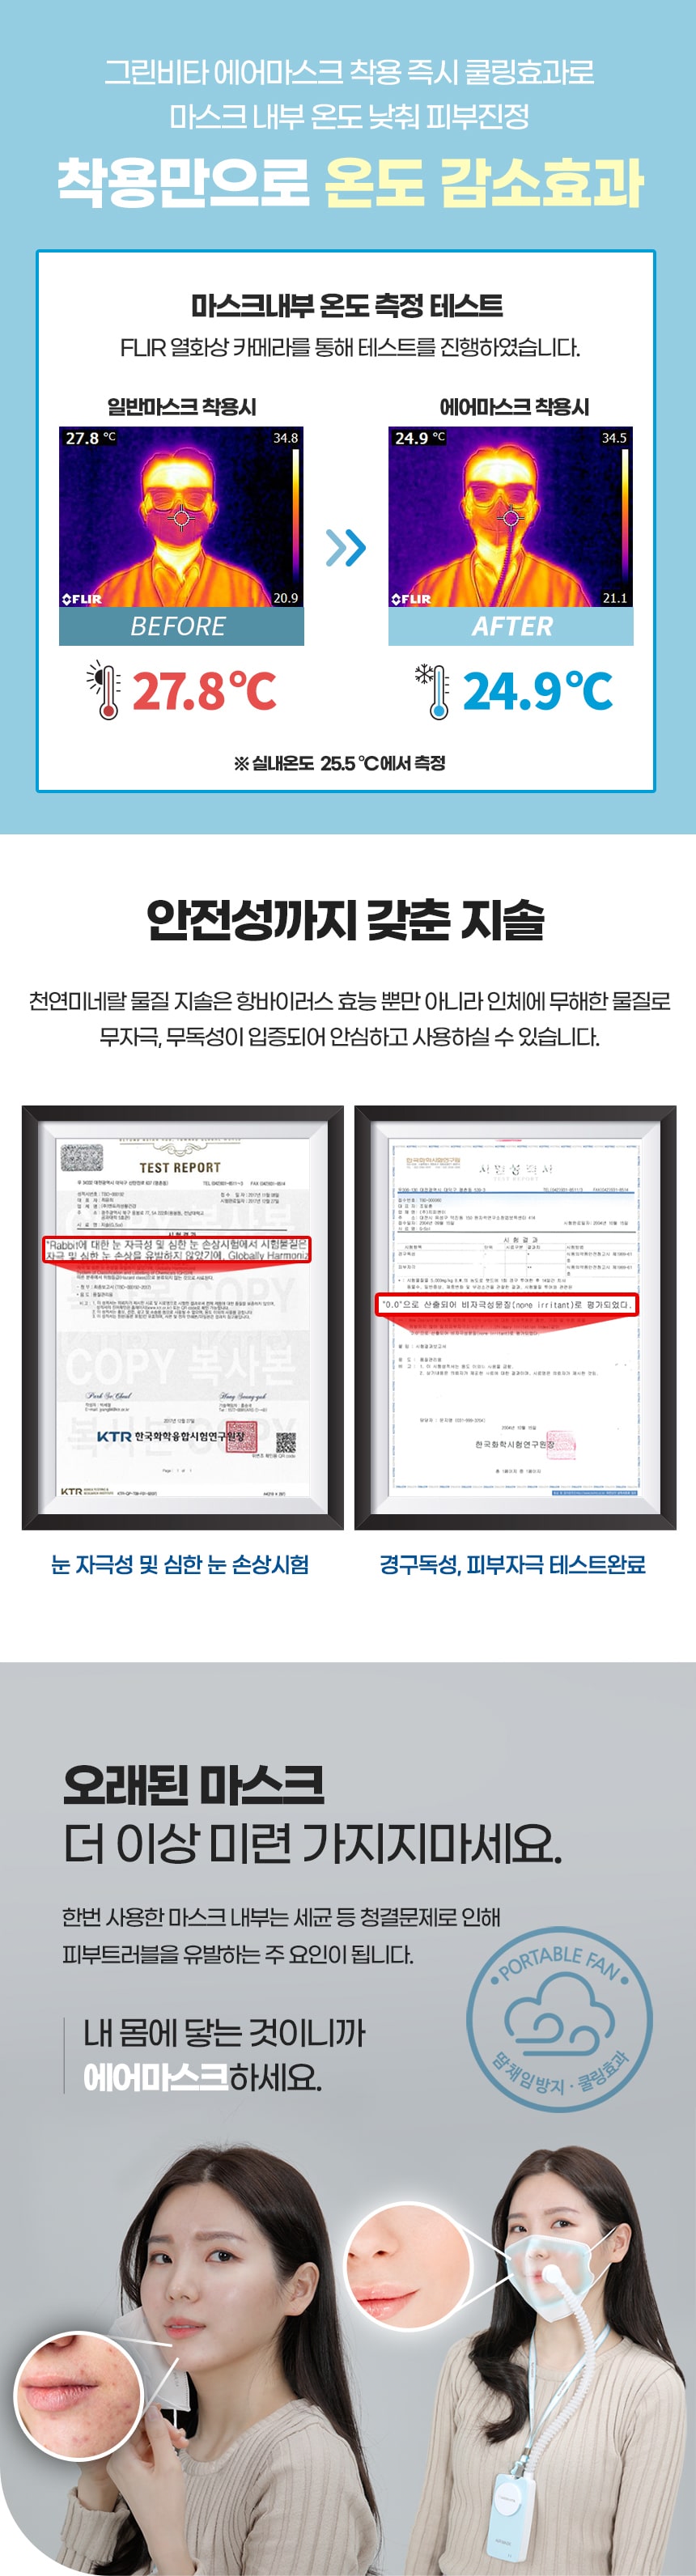 그린비타 에어마스크 착용 즉시 쿨링효과로
마스크 내부 온도 낮춰 피부진정
착용만으로 온도 감소효과
마스크내부 온도 측정 테스트
FLIR 열화상 카메라를 통해 테스트를 진행하였습니다.
일반마스크 착용시
27.8 °C
34.8
FLIR
20.9
BEFORE
27.8°C
에어마스크 착용시
24.9 °C
34.5
FLIR
21.1
AFTER
24.9°C
※ 실내온도 25.5 °C에서 측정
안전성까지 갖춘 지솔
천연미네랄 물질 지솔은 항바이러스 효능 뿐만 아니라 인체에 무해한 물질로
무자극, 무독성이 입증되어 안심하고 사용하실 수 있습니다.
TEST REPORT
시험결과
"Rabbit에 대한 눈 자극성 및 심한 눈 손상시험에서 시험물질은
자극 및 눈 손상을 유발하지 않았기에, Globally Harmoniz
COPY 복사본
KTR 한국화학융합시험연구원장
KTR
눈 자극성 및 심한 눈 손상시험
한국화학시험연구원
시험성적서
시험결과
"0.0"으로 산출되어 비자극성물질(none irritant)로 평가되었다.
한국화학시험연구원장
경구독성, 피부자극 테스트완료
오래된 마스크
더 이상 미련 가지지마세요.
한번 사용한 마스크 내부는 세균 등 청결문제로 인해
피부트러블을 유발하는 주 요인이 됩니다.
내 몸에 닿는 것이니까
에어마스크하세요.
PORTABLE FAN
땀채임방지 · 쿨링효과